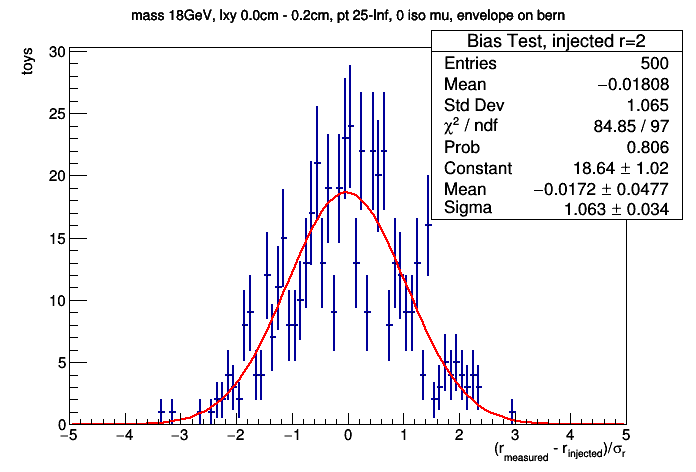 mass 18GeV, lxy 0.0cm - 0.2cm, pt 25-Inf, 0 iso mu, envelope on bern
toys
30
25
20
15
10
5
0
Bias Test, injected r=2
Entries 500
Mean −0.01808
Std Dev 1.065
χ² / ndf 84.85 / 97
Prob 0.806
Constant 18.64 ± 1.02
Mean −0.0172 ± 0.0477
Sigma 1.063 ± 0.034
−5 −4 −3 −2 −1 0 1 2 3 4 5
(r_measured - r_injected)/σ_r